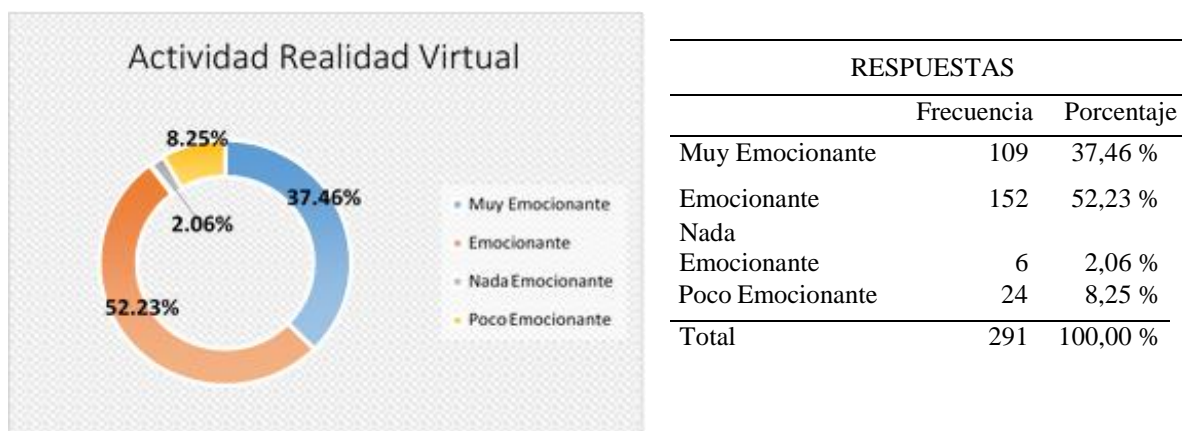 Actividad Realidad Virtual
8.25%
37.46%
2.06%
52.23%
Muy Emocionante
Emocionante
Nada Emocionante
Poco Emocionante
RESPUESTAS
Frecuencia Porcentaje
Muy Emocionante 109 37,46 %
Emocionante 152 52,23 %
Nada
Emocionante 6 2,06 %
Poco Emocionante 24 8,25 %
Total 291 100,00 %